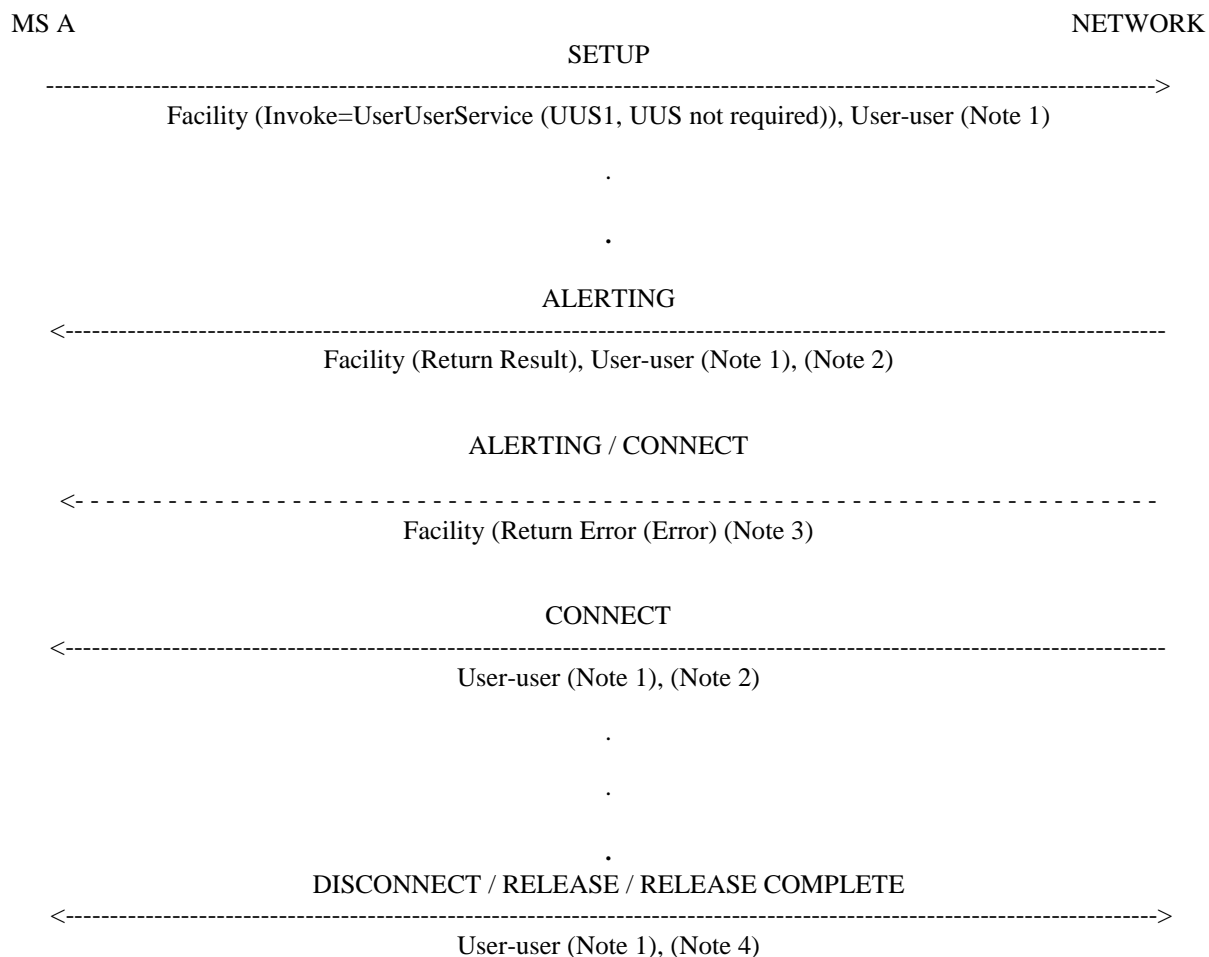 MS A NETWORK
SETUP
------------------------------------------------------------------------------------------------------------------------------>
Facility (Invoke=UserUserService (UUS1, UUS not required)), User-user (Note 1)
.
.
ALERTING
<-----------------------------------------------------------------------------------------------------------------------------
Facility (Return Result), User-user (Note 1), (Note 2)
ALERTING / CONNECT
<- - - - - - - - - - - - - - - - - - - - - - - - - - - - - - - - - - - - - - - - - - - - - - - - - - - - - - - - - - - - - - - - - - - - - -
Facility (Return Error (Error) (Note 3)
CONNECT
<-----------------------------------------------------------------------------------------------------------------------------
User-user (Note 1), (Note 2)
.
.
.
DISCONNECT / RELEASE / RELEASE COMPLETE
<---------------------------------------------------------------------------------------------------------------------------->
User-user (Note 1), (Note 4)